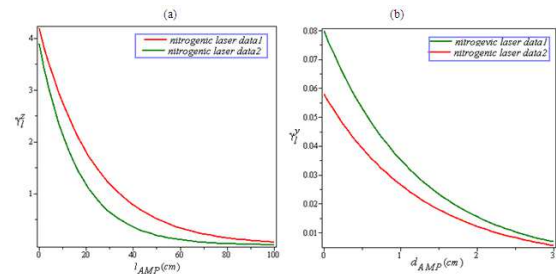 (a)
nitrogenic laser data1
nitrogenic laser data2
4
3
2
1
γ_l^z
0 20 40 60 80 100
l_AMP(cm)
(b)
nitrogevic laser data1
nitrogenic laser data2
0.08
0.07
0.06
0.05
0.04
0.03
0.02
0.01
γ_l^y
0 1 2 3
d_AMP(cm)